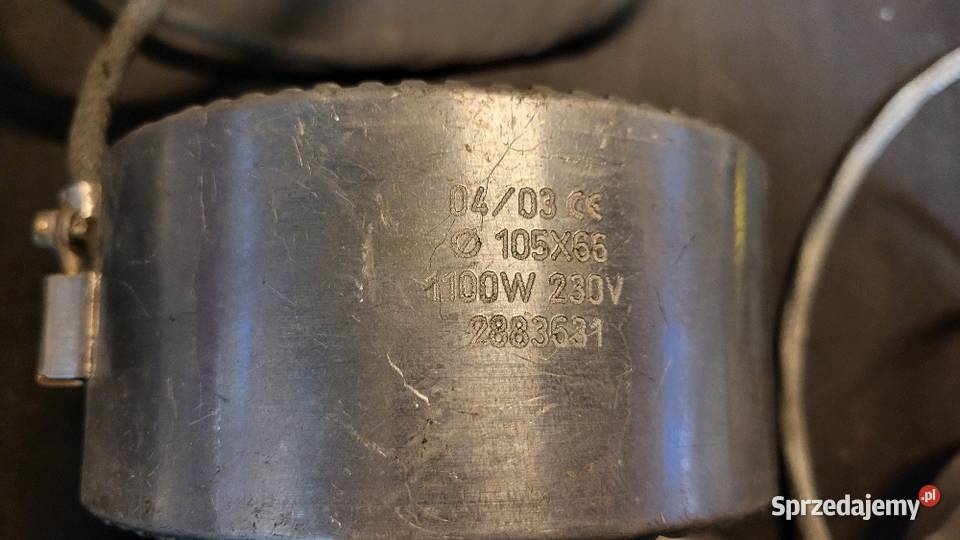 04/03 CE
Ø 105X66
1100W 230V
2883631
Sprzedajemy.pl